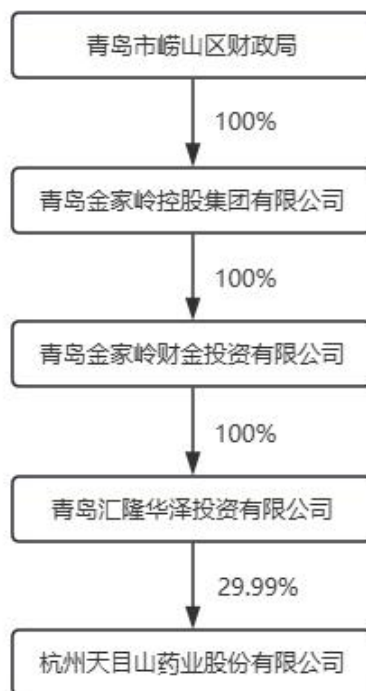 青岛市崂山区财政局
100%
青岛金家岭控股集团有限公司
100%
青岛金家岭财金投资有限公司
100%
青岛汇隆华泽投资有限公司
29.99%
杭州天目山药业股份有限公司